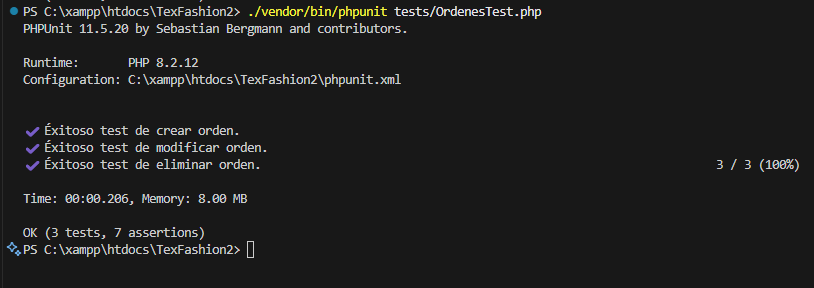 PS C:\xampp\htdocs\TexFashion2> ./vendor/bin/phpunit tests/OrdenesTest.php
PHPUnit 11.5.20 by Sebastian Bergmann and contributors.
Runtime:       PHP 8.2.12
Configuration: C:\xampp\htdocs\TexFashion2\phpunit.xml
✔ Éxitoso test de crear orden.
✔ Éxitoso test de modificar orden.
✔ Éxitoso test de eliminar orden. 3 / 3 (100%)
Time: 00:00.206, Memory: 8.00 MB
OK (3 tests, 7 assertions)
PS C:\xampp\htdocs\TexFashion2>